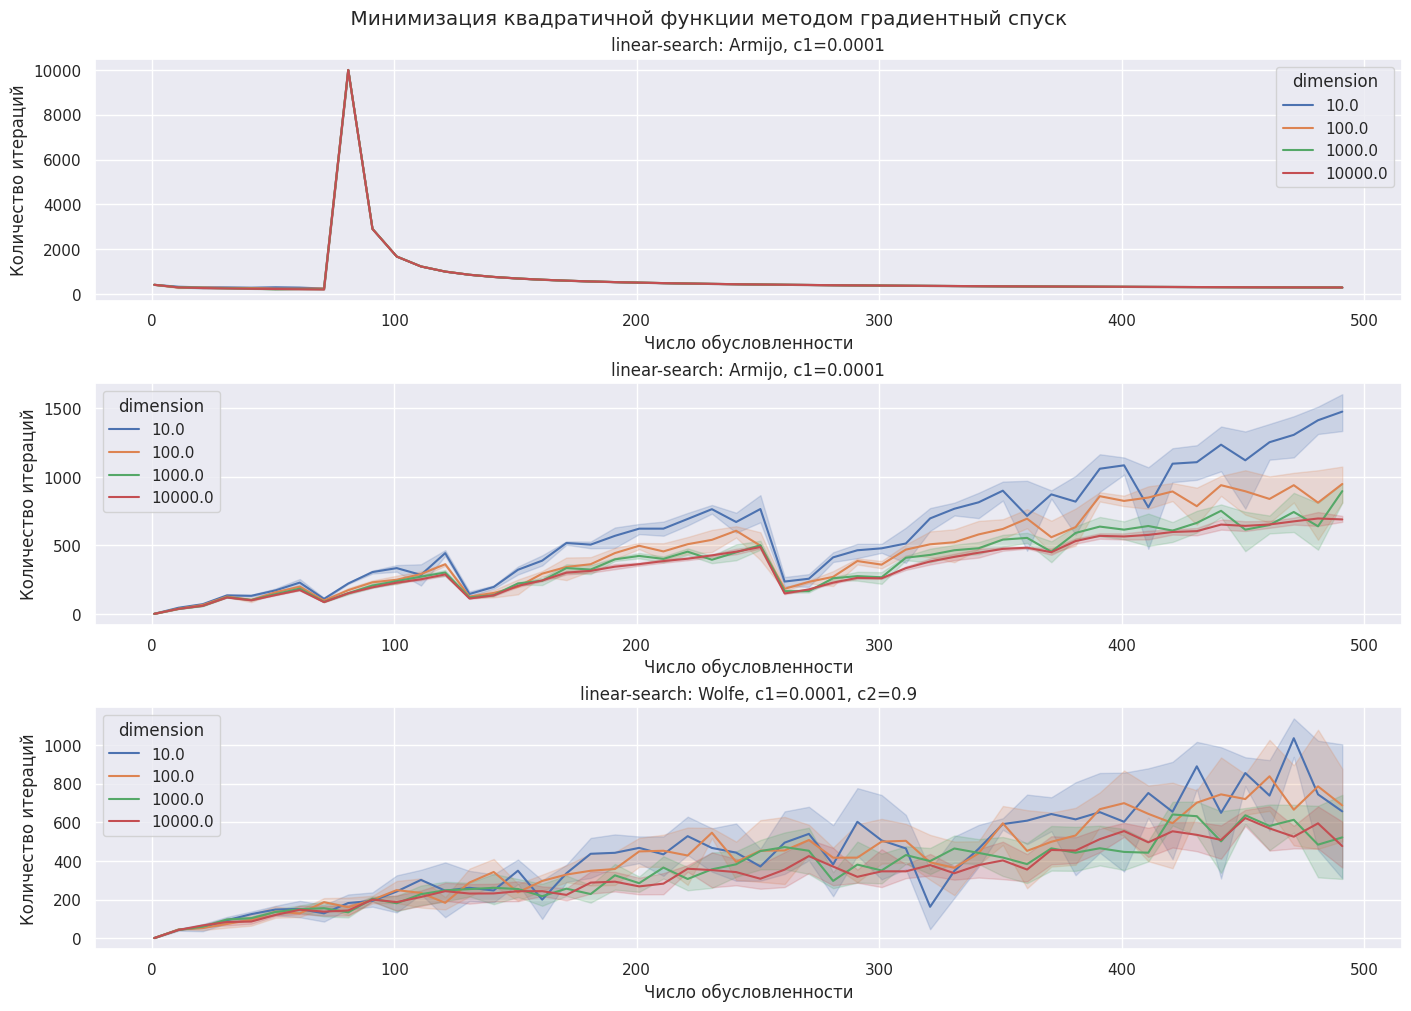 Минимизация квадратичной функции методом градиентный спуск
linear-search: Armijo, c1=0.0001
Количество итераций
10000
8000
6000
4000
2000
0
dimension
10.0
100.0
1000.0
10000.0
0 100 200 300 400 500
Число обусловленности
linear-search: Armijo, c1=0.0001
Количество итераций
1500
1000
500
0
dimension
10.0
100.0
1000.0
10000.0
0 100 200 300 400 500
Число обусловленности
linear-search: Wolfe, c1=0.0001, c2=0.9
Количество итераций
1000
800
600
400
200
0
dimension
10.0
100.0
1000.0
10000.0
0 100 200 300 400 500
Число обусловленности